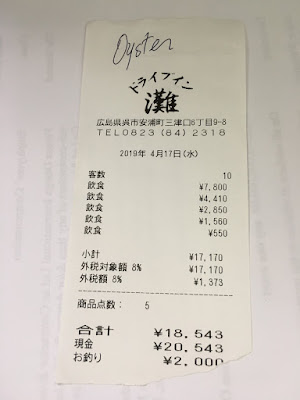 Oyster
ドライブイン
灘
広島県呉市安浦町三津口6丁目9-8
TEL0823 (84) 2318
2019年 4月17日(水)
客数 10
飲食 ¥7,800
飲食 ¥4,410
飲食 ¥2,850
飲食 ¥1,560
飲食 ¥550
小計 ¥17,170
外税対象額 8% ¥17,170
外税額 8% ¥1,373
商品点数: 5
合計 ¥18,543
現金 ¥20,543
お釣り ¥2,000